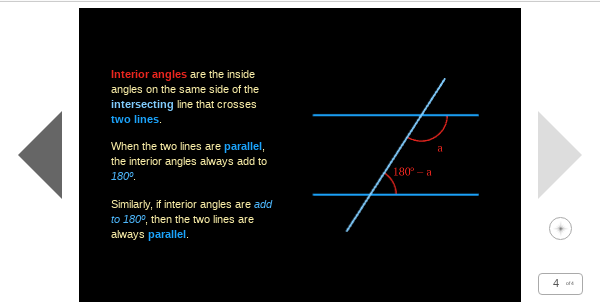 Interior angles are the inside
angles on the same side of the
intersecting line that crosses
two lines.
When the two lines are parallel,
the interior angles always add to
180º.
Similarly, if interior angles are add
to 180º, then the two lines are
always parallel.
a
180º – a
4 of 6